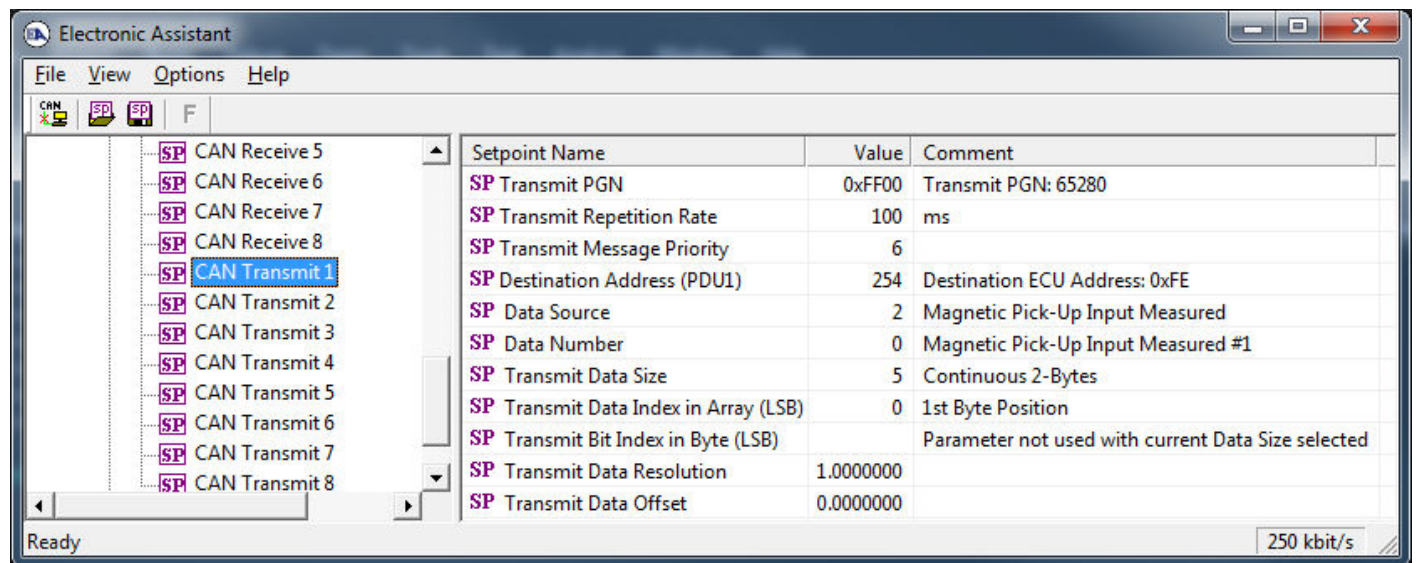 Electronic Assistant
File View Options Help
CAN SP SP F
SP CAN Receive 5
SP CAN Receive 6
SP CAN Receive 7
SP CAN Receive 8
SP CAN Transmit 1
SP CAN Transmit 2
SP CAN Transmit 3
SP CAN Transmit 4
SP CAN Transmit 5
SP CAN Transmit 6
SP CAN Transmit 7
SP CAN Transmit 8
Setpoint Name Value Comment
SP Transmit PGN 0xFF00 Transmit PGN: 65280
SP Transmit Repetition Rate 100 ms
SP Transmit Message Priority 6
SP Destination Address (PDU1) 254 Destination ECU Address: 0xFE
SP Data Source 2 Magnetic Pick-Up Input Measured
SP Data Number 0 Magnetic Pick-Up Input Measured #1
SP Transmit Data Size 5 Continuous 2-Bytes
SP Transmit Data Index in Array (LSB) 0 1st Byte Position
SP Transmit Bit Index in Byte (LSB) Parameter not used with current Data Size selected
SP Transmit Data Resolution 1.0000000
SP Transmit Data Offset 0.0000000
Ready 250 kbit/s